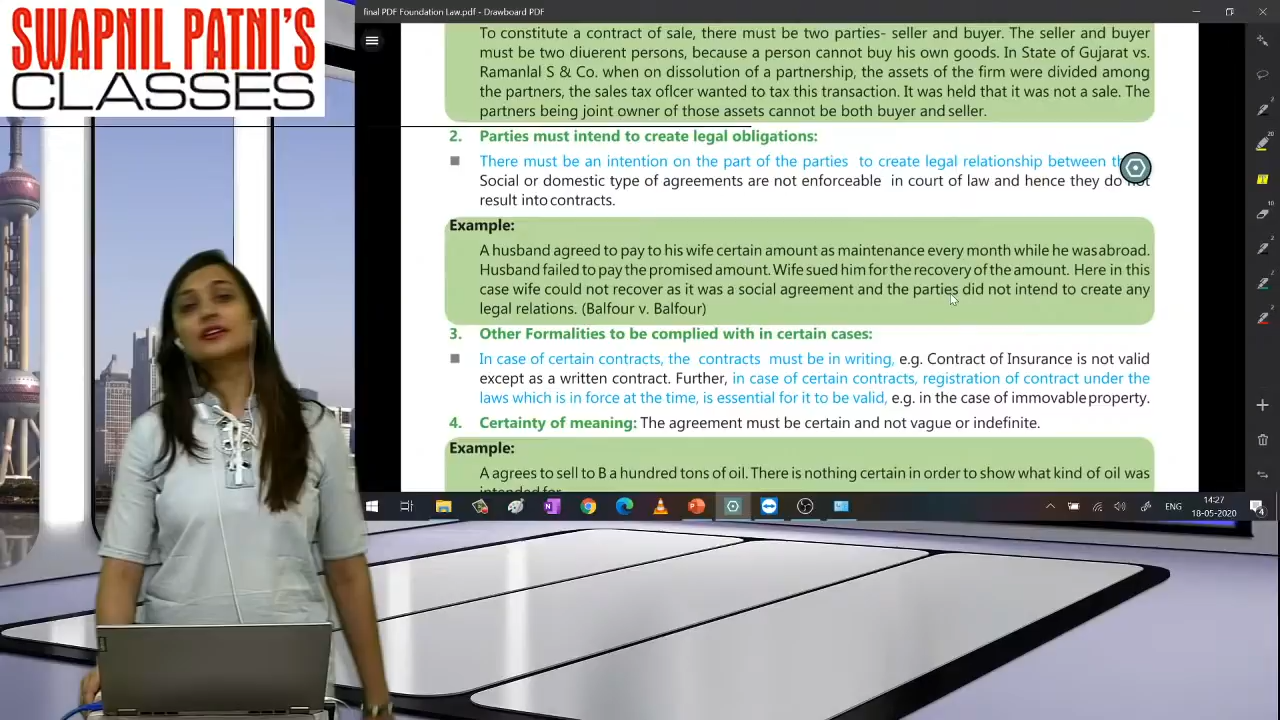 SWAPNIL PATNI'S
CLASSES
final PDF Foundation Law.pdf - Drawboard PDF
To constitute a contract of sale, there must be two parties- seller and buyer. The seller and buyer
must be two diuerent persons, because a person cannot buy his own goods. In State of Gujarat vs.
Ramanlal S & Co. when on dissolution of a partnership, the assets of the firm were divided among
the partners, the sales tax oflcer wanted to tax this transaction. It was held that it was not a sale. The
partners being joint owner of those assets cannot be both buyer and seller.
2. Parties must intend to create legal obligations:
There must be an intention on the part of the parties to create legal relationship between
Social or domestic type of agreements are not enforceable in court of law and hence they do not
result into contracts.
Example:
A husband agreed to pay to his wife certain amount as maintenance every month while he was abroad.
Husband failed to pay the promised amount. Wife sued him for the recovery of the amount. Here in this
case wife could not recover as it was a social agreement and the parties did not intend to create any
legal relations. (Balfour v. Balfour)
3. Other Formalities to be complied with in certain cases:
In case of certain contracts, the contracts must be in writing, e.g. Contract of Insurance is not valid
except as a written contract. Further, in case of certain contracts, registration of contract under the
laws which is in force at the time, is essential for it to be valid, e.g. in the case of immovable property.
4. Certainty of meaning: The agreement must be certain and not vague or indefinite.
Example:
A agrees to sell to B a hundred tons of oil. There is nothing certain in order to show what kind of oil was
intended for
ENG
14:27
18-05-2020